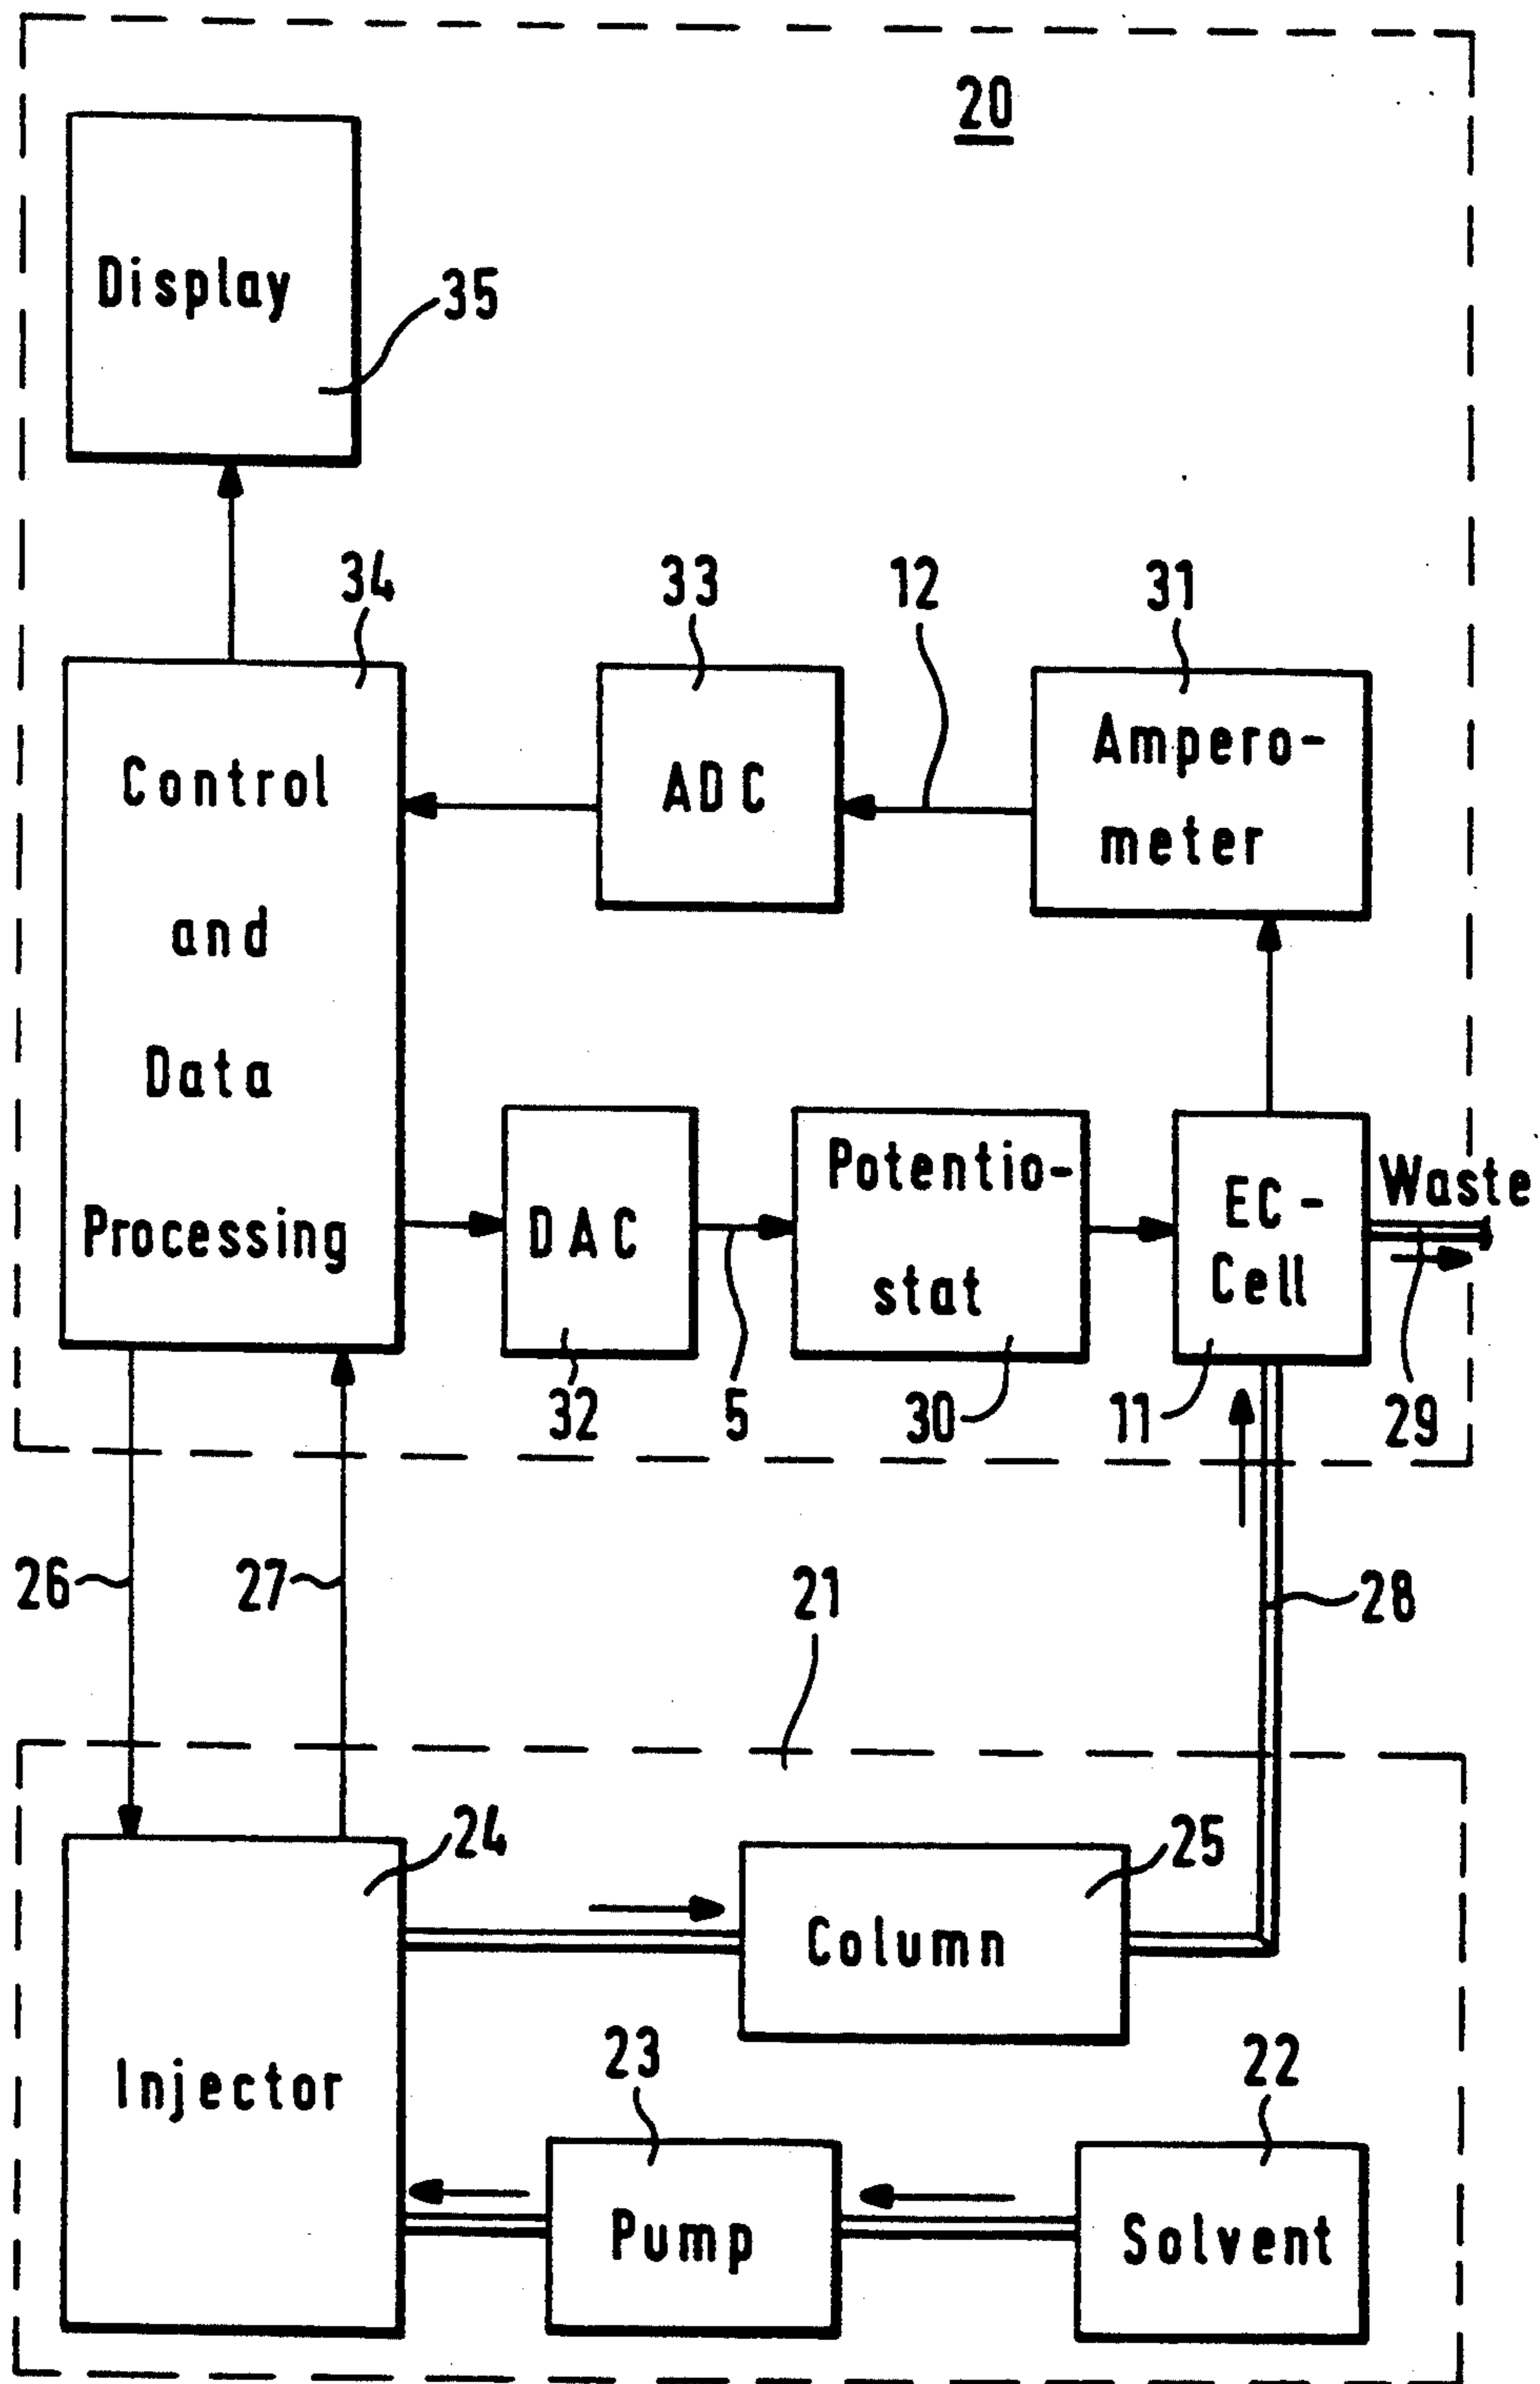 20
Display
35
34
33
12
31
Control
and
Data
Processing
ADC
Ampero-
meter
DAC
Potentio-
stat
EC-
Cell
Waste
32
5
30
11
29
26
27
21
28
24
25
Column
Injector
23
22
Pump
Solvent